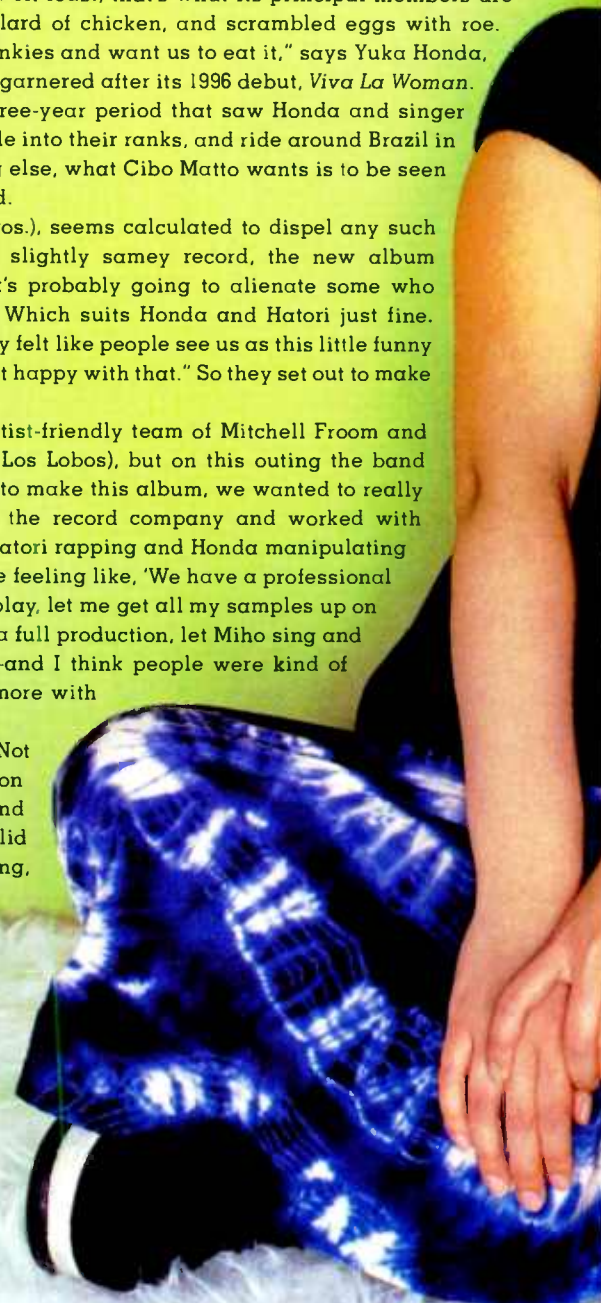 that's what its principal members are
lard of chicken, and scrambled eggs with roe.
nkies and want us to eat it," says Yuka Honda,
garnered after its 1996 debut, Viva La Woman.
ree-year period that saw Honda and singer
le into their ranks, and ride around Brazil in
g else, what Cibo Matto wants is to be seen
d.
os.), seems calculated to dispel any such
slightly samey record, the new album
's probably going to alienate some who
Which suits Honda and Hatori just fine.
y felt like people see us as this little funny
t happy with that." So they set out to make
tist-friendly team of Mitchell Froom and
Los Lobos), but on this outing the band
to make this album, we wanted to really
the record company and worked with
atori rapping and Honda manipulating
e feeling like, 'We have a professional
play, let me get all my samples up on
a full production, let Miho sing and
-and I think people were kind of
more with
Not
on
nd
lid
ng,